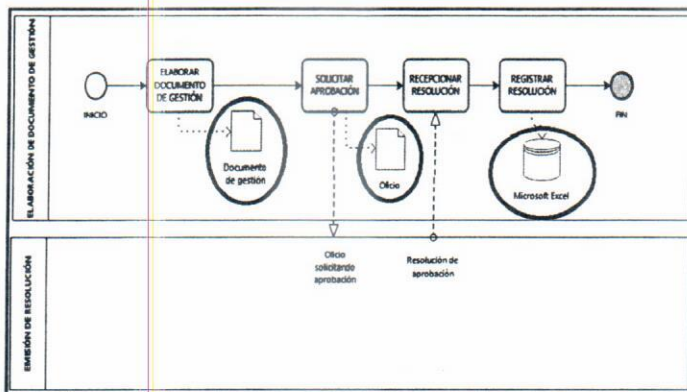 ELABORACIÓN DE DOCUMENTO DE GESTIÓN
INICIO
ELABORAR
DOCUMENTO
DE GESTIÓN
SOLICITAR
APROBACIÓN
RECEPCIONAR
RESOLUCIÓN
REGISTRAR
RESOLUCIÓN
FIN
Documento
de gestión
Oficio
Microsoft Excel
EMISIÓN DE RESOLUCIÓN
Oficio
solicitando
aprobación
Resolución de
aprobación